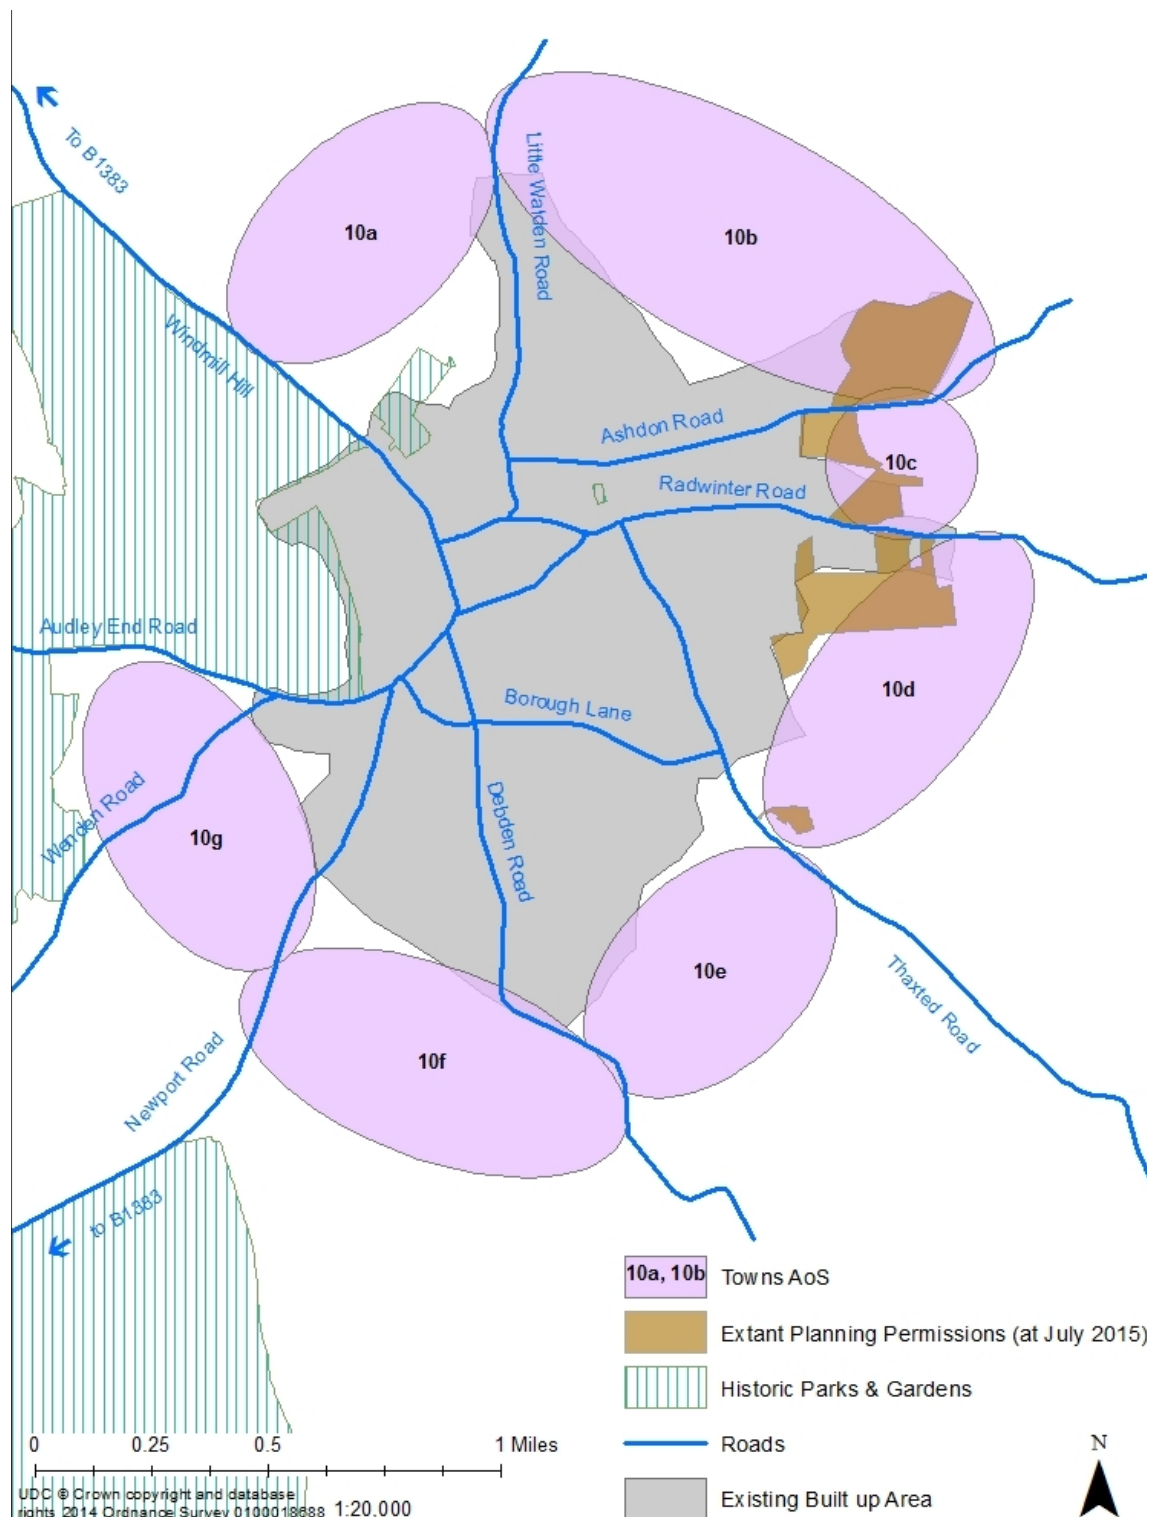 To B1383
Little Walden Road
10a
10b
Windmill Hill
Ashdon Road
10c
Radwinter Road
Audley End Road
10d
Borough Lane
Wenden Road
10g
Debden Road
10e
Thaxted Road
10f
Newport Road
to B1383
10a, 10b Towns AoS
Extant Planning Permissions (at July 2015)
Historic Parks & Gardens
Roads
Existing Built up Area
N
0 0.25 0.5 1 Miles
UDC © Crown copyright and database
rights 2014 Ordnance Survey 0100018688 1:20,000